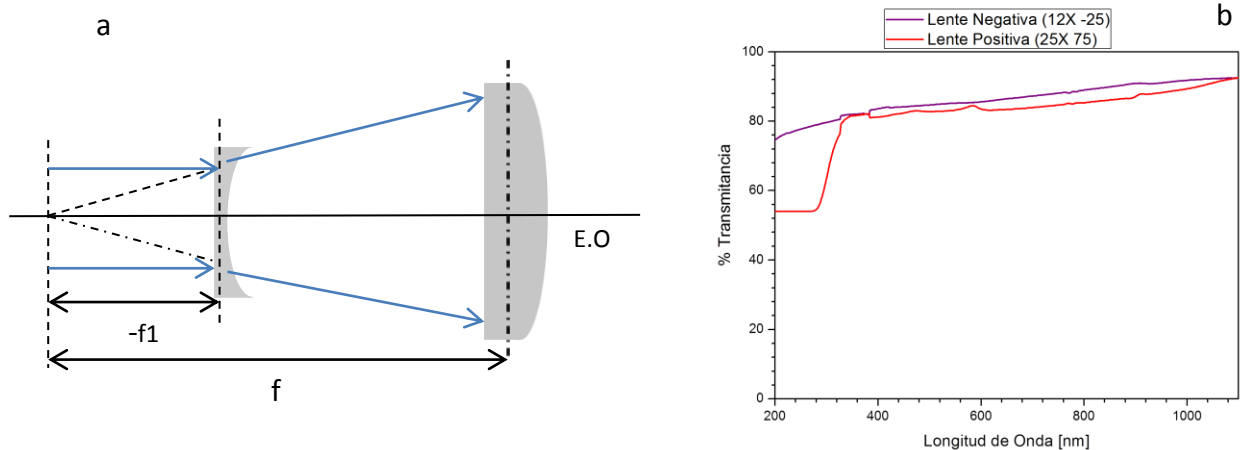 a
E.O
-f1
f
b
Lente Negativa (12X -25)
Lente Positiva (25X 75)
100
80
60
40
20
0
% Transmitancia
200
400
600
800
1000
Longitud de Onda [nm]